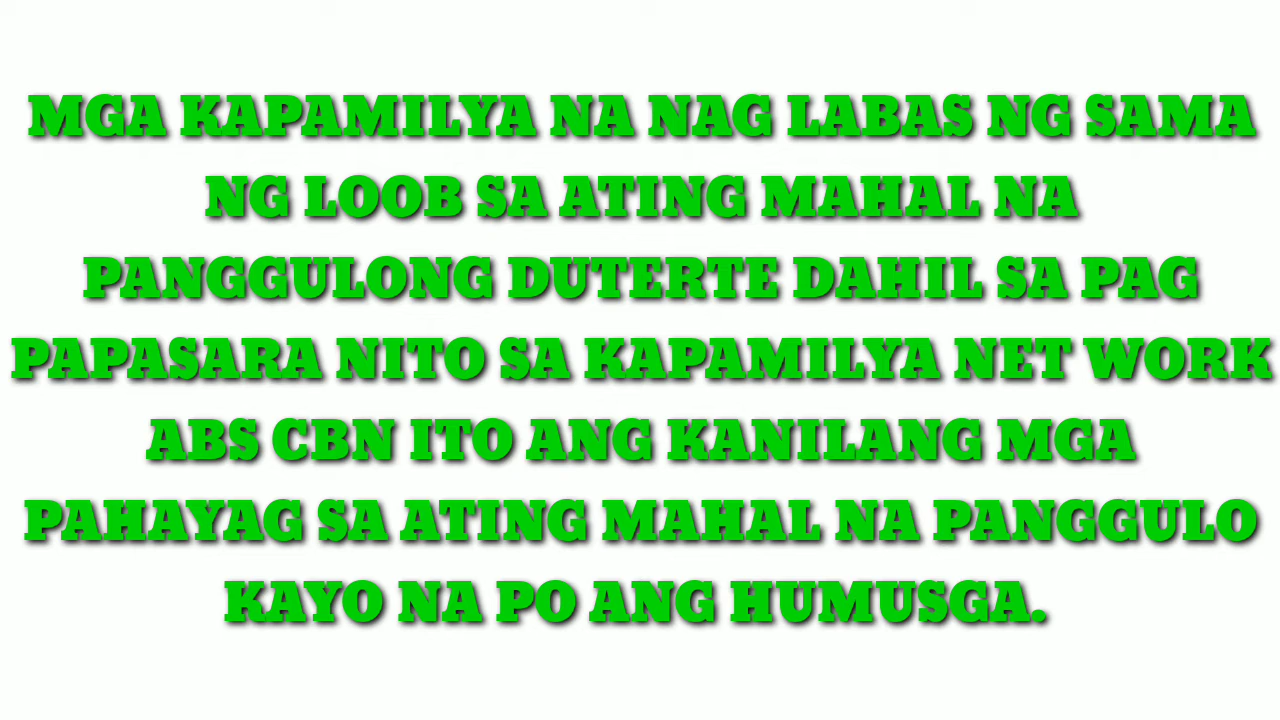 MGA KAPAMILYA NA NAG LABAS NG SAMA
NG LOOB SA ATING MAHAL NA
PANGGULONG DUTERTE DAHIL SA PAG
PAPASARA NITO SA KAPAMILYA NET WORK
ABS CBN ITO ANG KANILANG MGA
PAHAYAG SA ATING MAHAL NA PANGGULO
KAYO NA PO ANG HUMUSGA.